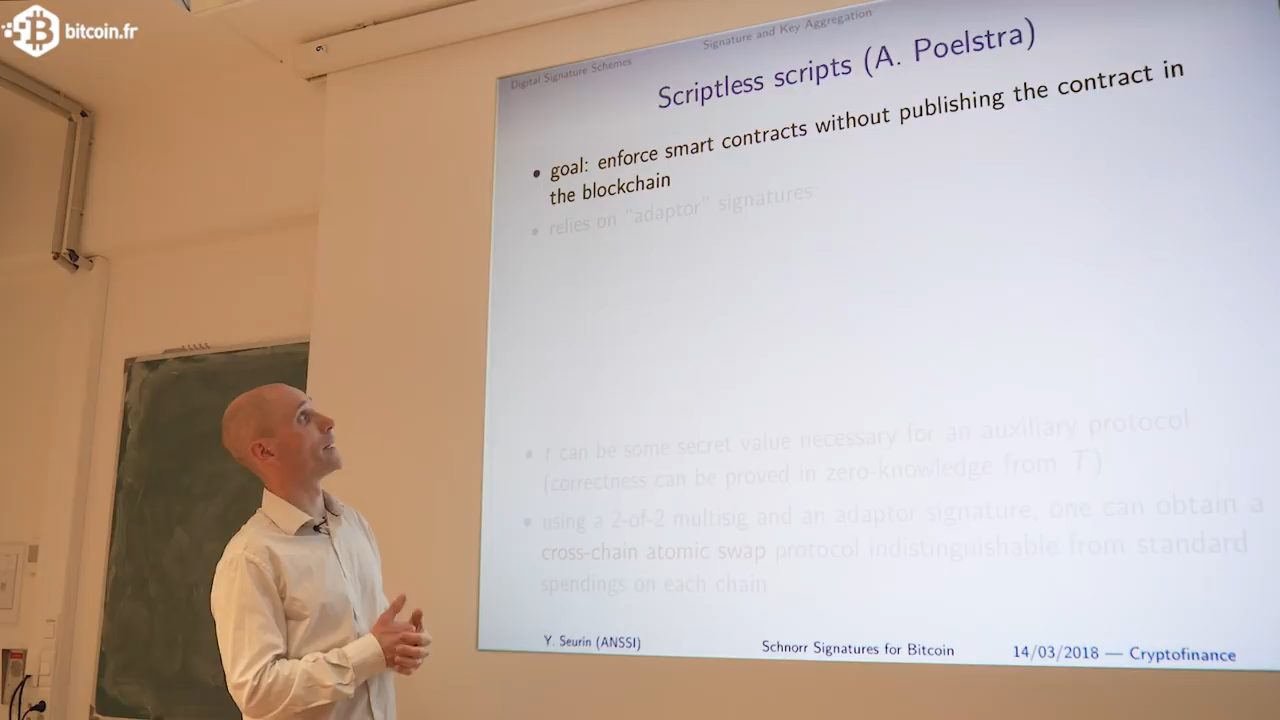 bitcoin.fr
Digital Signature Schemes
Signature and Key Aggregation
Scriptless scripts (A. Poelstra)
• goal: enforce smart contracts without publishing the contract in
the blockchain
• relies on "adaptor" signatures
• t can be some secret value necessary for an auxiliary protocol
(correctness can be proved in zero-knowledge from T)
• using a 2-of-2 multisig and an adaptor signature, one can obtain a
cross-chain atomic swap protocol indistinguishable from standard
spendings on each chain
Y. Seurin (ANSSI)
Schnorr Signatures for Bitcoin
14/03/2018 — Cryptofinance